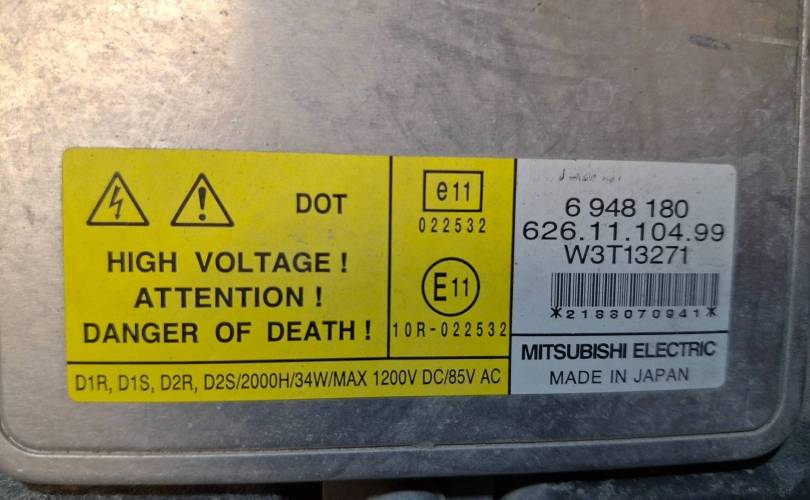 DOT
HIGH VOLTAGE !
ATTENTION !
DANGER OF DEATH !
D1R, D1S, D2R, D2S/2000H/34W/MAX 1200V DC/85V AC
e11
022532
E11
10R-022532
6 948 180
626.11.104.99
W3T13271
*2183070941*
MITSUBISHI ELECTRIC
MADE IN JAPAN